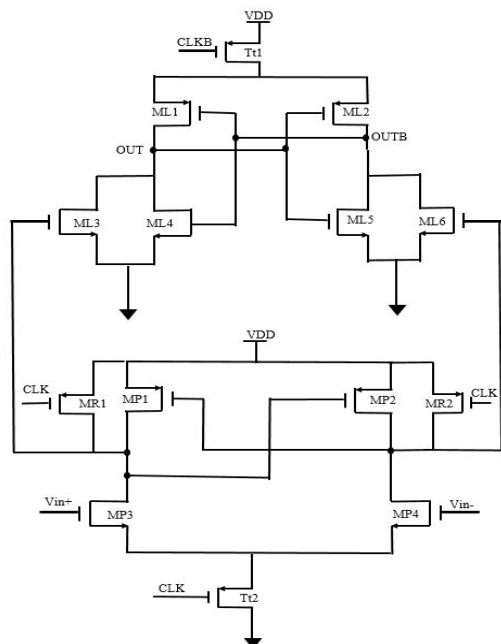 VDD
CLKB
Tt1
ML1
ML2
OUT
OUTB
ML3
ML4
ML5
ML6
VDD
CLK
MR1
MP1
MP2
MR2
CLK
Vin+
MP3
MP4
Vin-
CLK
Tt2